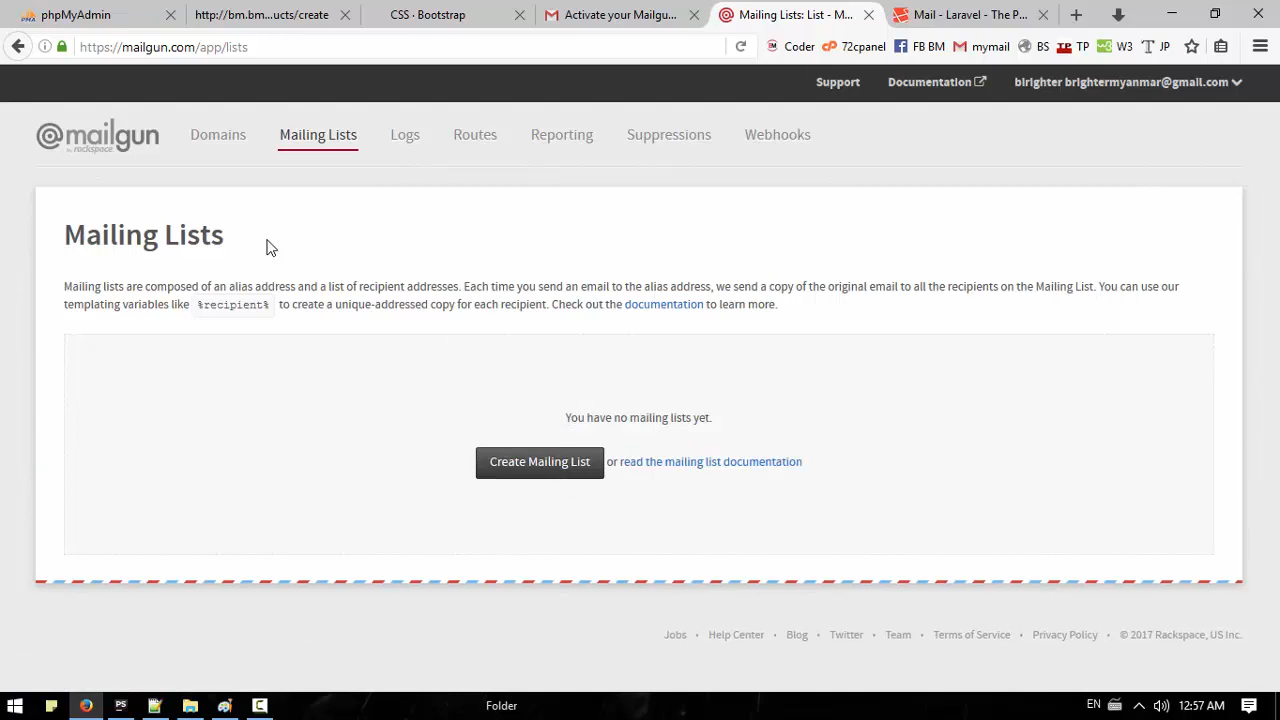 phpMyAdmin
http://bm.bm...ucts/create
CSS · Bootstrap
Activate your Mailgu...
Mailing Lists: List - M...
Mail - Laravel - The P...
https://mailgun.com/app/lists
Coder
72cpanel
FB BM
mymail
BS
TP
W3
JP
Support
Documentation
birighter brightermyanmar@gmail.com
@mailgun
by rackspace
Domains
Mailing Lists
Logs
Routes
Reporting
Suppressions
Webhooks
Mailing Lists
Mailing lists are composed of an alias address and a list of recipient addresses. Each time you send an email to the alias address, we send a copy of the original email to all the recipients on the Mailing List. You can use our
templating variables like %recipient% to create a unique-addressed copy for each recipient. Check out the documentation to learn more.
You have no mailing lists yet.
Create Mailing List or read the mailing list documentation
Jobs • Help Center • Blog • Twitter • Team • Terms of Service • Privacy Policy • © 2017 Rackspace, US Inc.
Folder
EN
12:57 AM